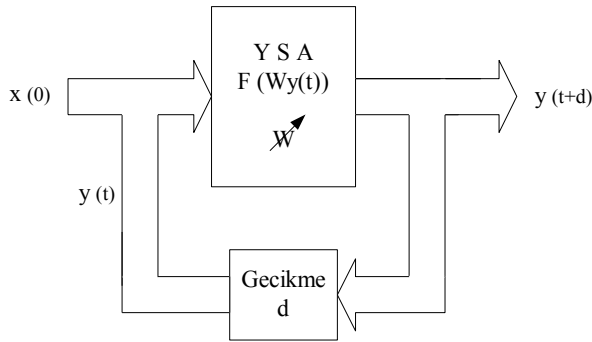 Y S A
F (Wy(t))
W
x (0)
y (t+d)
y (t)
Gecikme
d